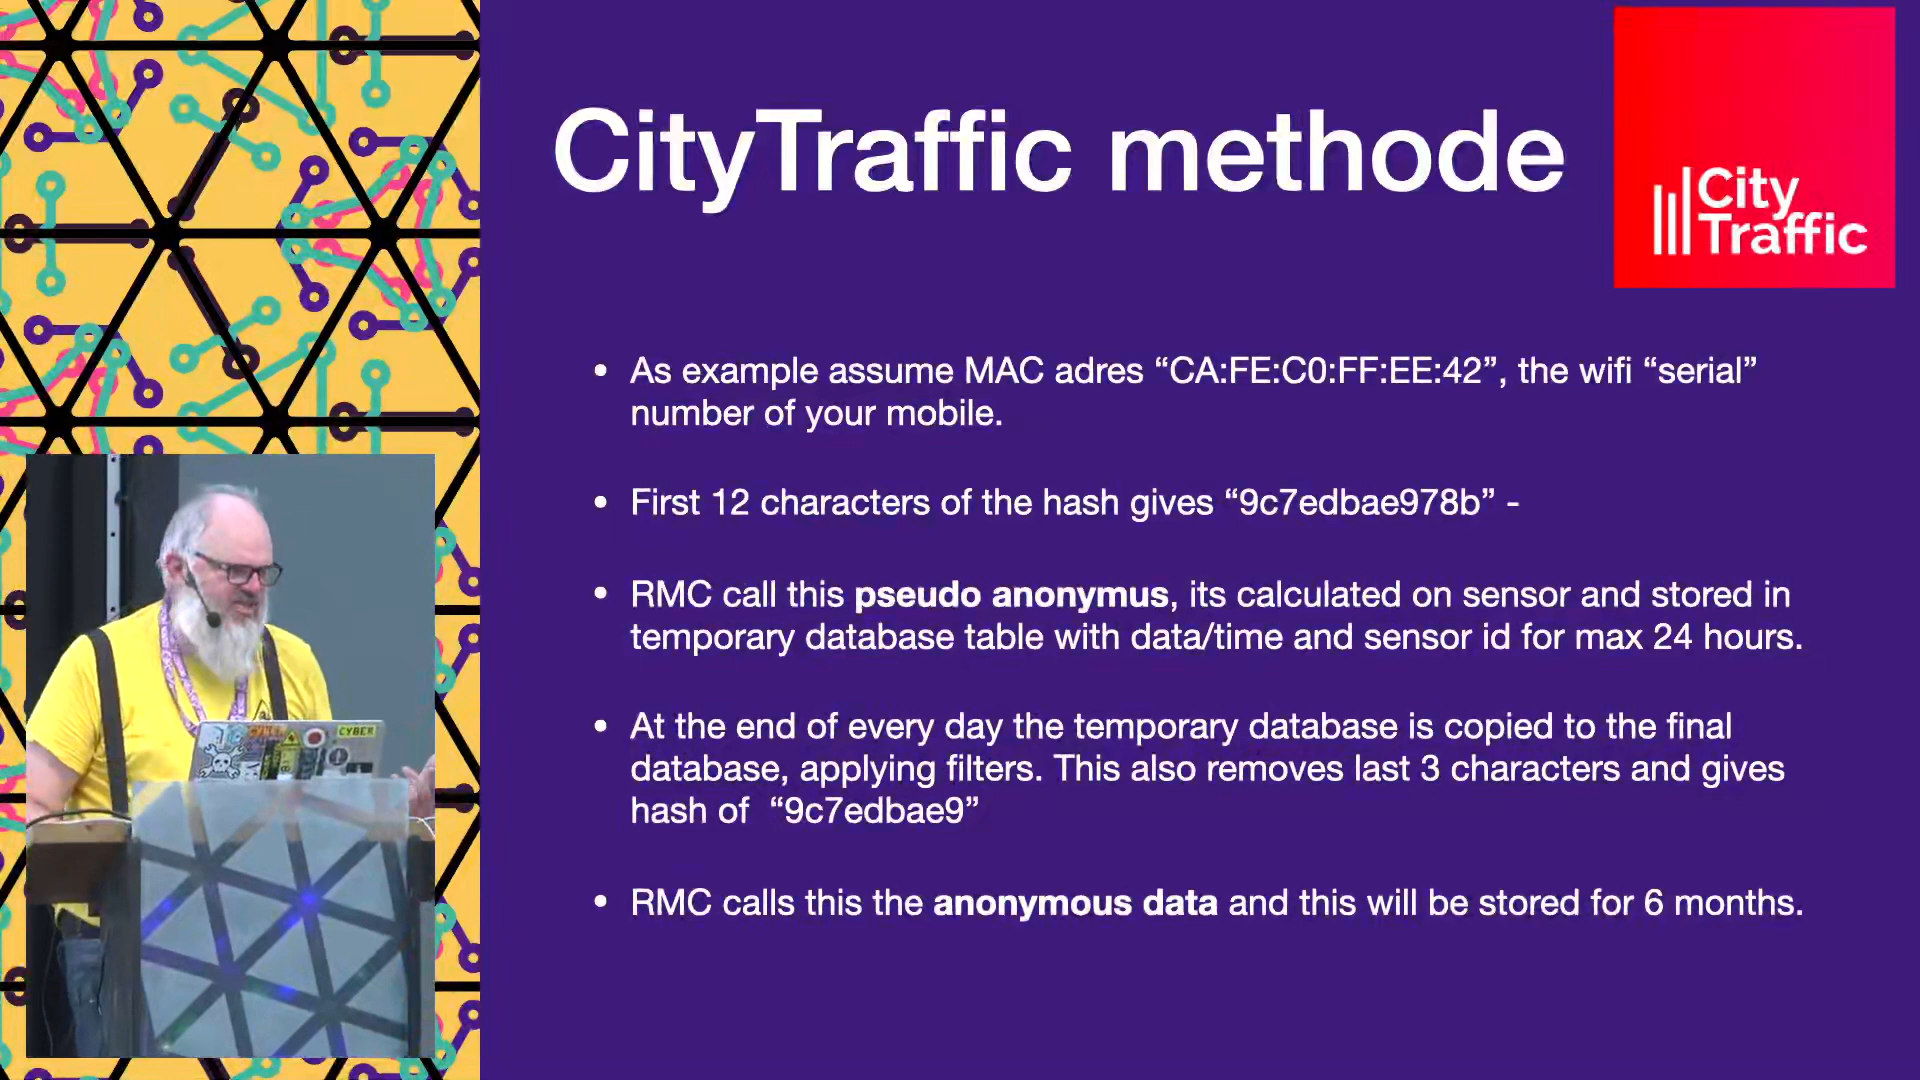 CityTraffic methode
City
Traffic
• As example assume MAC adres “CA:FE:C0:FF:EE:42”, the wifi “serial”
number of your mobile.
• First 12 characters of the hash gives “9c7edbae978b” -
• RMC call this pseudo anonymus, its calculated on sensor and stored in
temporary database table with data/time and sensor id for max 24 hours.
• At the end of every day the temporary database is copied to the final
database, applying filters. This also removes last 3 characters and gives
hash of  “9c7edbae9”
• RMC calls this the anonymous data and this will be stored for 6 months.
CYBER